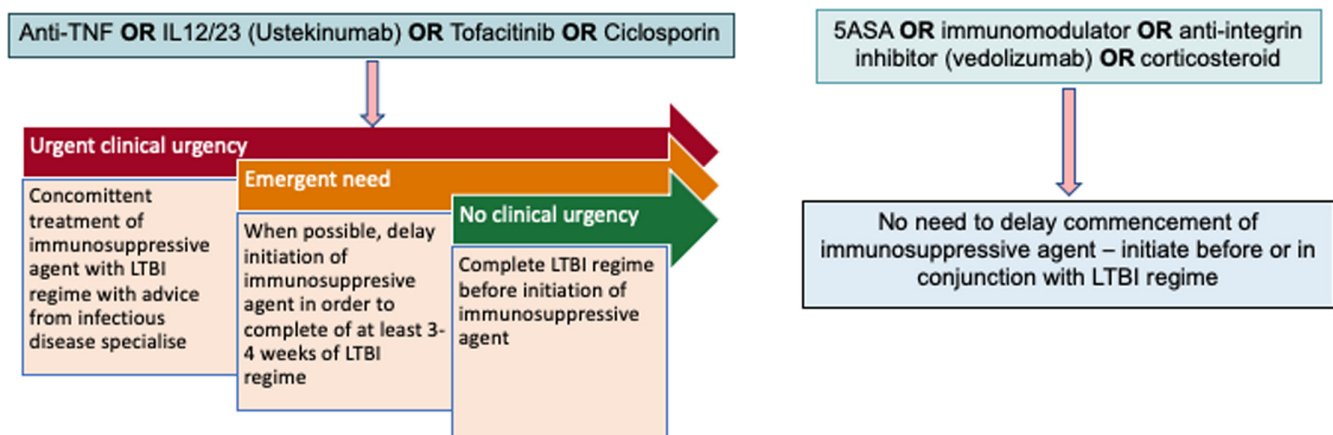 Anti-TNF OR IL12/23 (Ustekinumab) OR Tofacitinib OR Ciclosporin
Urgent clinical urgency
Concomittent
treatment of
immunosuppressive
agent with LTBI
regime with advice
from infectious
disease specialise
Emergent need
When possible, delay
initiation of
immunosuppresive
agent in order to
complete of at least 3-
4 weeks of LTBI
regime
No clinical urgency
Complete LTBI regime
before initiation of
immunosuppressive
agent
5ASA OR immunomodulator OR anti-integrin
inhibitor (vedolizumab) OR corticosteroid
No need to delay commencement of
immunosuppressive agent – initiate before or in
conjunction with LTBI regime